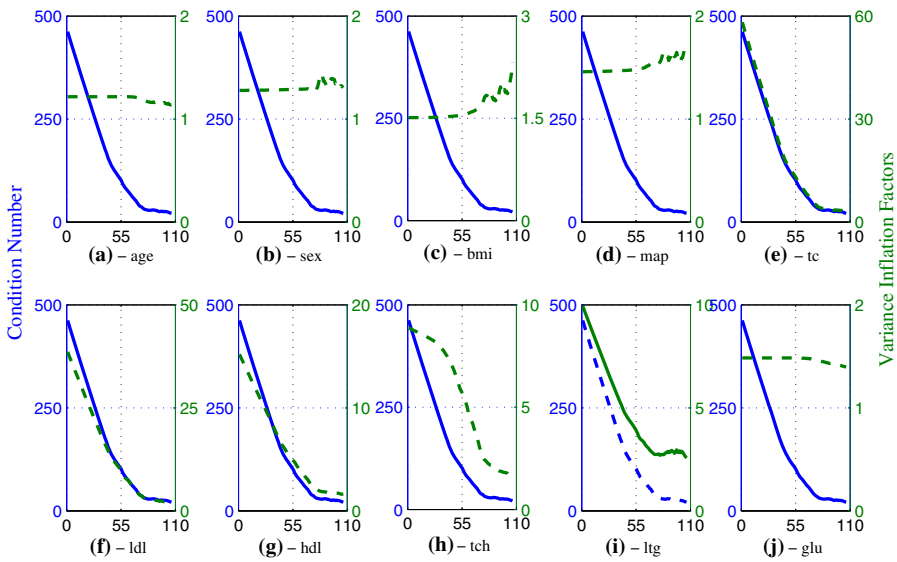 500 2 500 2 500 3 500 2 500 60
250 1 250 1 250 1.5 250 1 250 30
0 0 0 0 0 0 0 0 0 0
0 55 110 0 55 110 0 55 110 0 55 110 0 55 110
(a) – age (b) – sex (c) – bmi (d) – map (e) – tc
Condition Number
Variance Inflation Factors
500 50 500 20 500 10 500 10 500 2
250 25 250 10 250 5 250 5 250 1
0 0 0 0 0 0 0 0 0 0
0 55 110 0 55 110 0 55 110 0 55 110 0 55 110
(f) – ldl (g) – hdl (h) – tch (i) – ltg (j) – glu